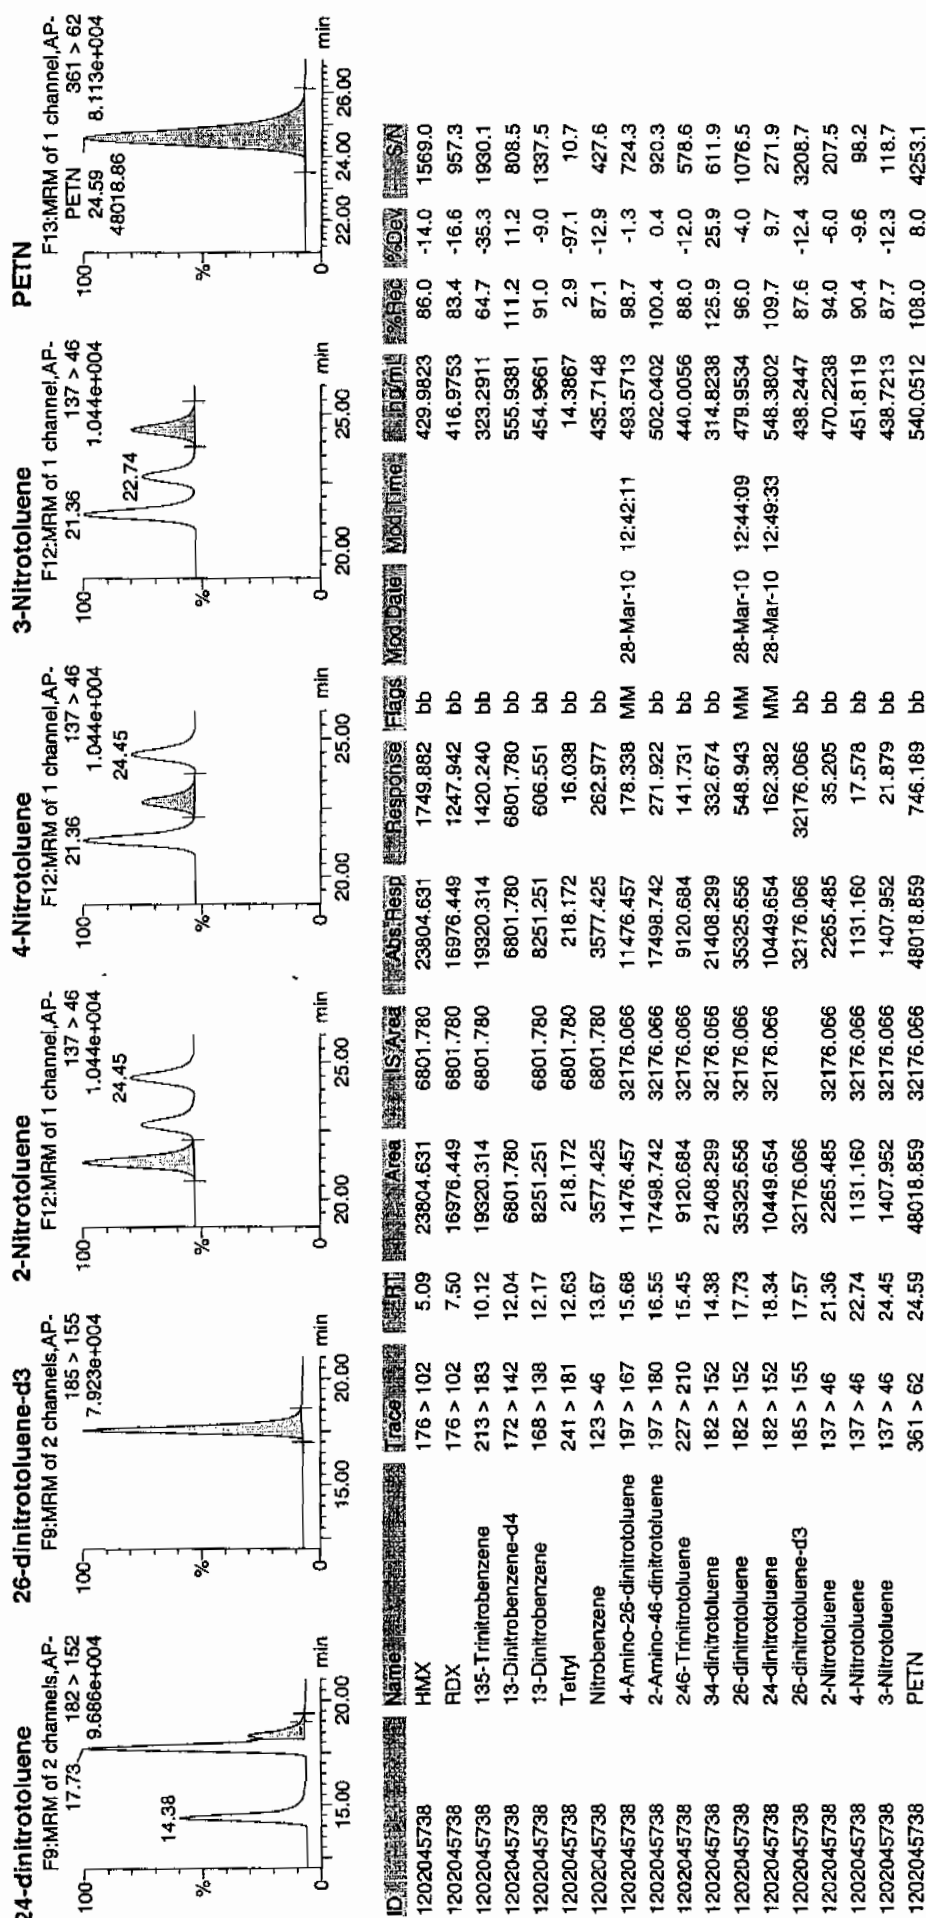 24-dinitrotoluene
F9:MRM of 2 channels,AP-
182 > 152
9.686e+004
17.73
14.38
100
%
0
15.00
20.00
min
26-dinitrotoluene-d3
F9:MRM of 2 channels,AP-
185 > 155
7.923e+004
100
%
0
15.00
20.00
min
2-Nitrotoluene
F12:MRM of 1 channel,AP-
137 > 46
1.044e+004
24.45
100
%
0
20.00
25.00
min
4-Nitrotoluene
F12:MRM of 1 channel,AP-
137 > 46
1.044e+004
21.36
24.45
100
%
0
20.00
25.00
min
3-Nitrotoluene
F12:MRM of 1 channel,AP-
137 > 46
1.044e+004
21.36
22.74
100
%
0
20.00
25.00
min
PETN
F13:MRM of 1 channel,AP-
361 > 62
8.113e+004
PETN
24.59
48018.86
100
%
0
22.00
24.00
26.00
min
ID Name Trace RT Area IS Area Abs.Resp Response Flags Mod.Date Mod.Time ng/mL %Rec %Dev S/N
1202045738 HMX 176 > 102 5.09 23804.631 6801.780 23804.631 1749.882 bb 429.9823 86.0 -14.0 1569.0
1202045738 RDX 176 > 102 7.50 16976.449 6801.780 16976.449 1247.942 bb 416.9753 83.4 -16.6 957.3
1202045738 135-Trinitrobenzene 213 > 183 10.12 19320.314 6801.780 19320.314 1420.240 bb 323.2911 64.7 -35.3 1930.1
1202045738 13-Dinitrobenzene-d4 172 > 142 12.04 6801.780 6801.780 6801.780 bb 555.9381 111.2 11.2 808.5
1202045738 13-Dinitrobenzene 168 > 138 12.17 8251.251 6801.780 8251.251 606.551 bb 454.9661 91.0 -9.0 1337.5
1202045738 Tetryl 241 > 181 12.63 218.172 6801.780 218.172 16.038 bb 14.3867 2.9 -97.1 10.7
1202045738 Nitrobenzene 123 > 46 13.67 3577.425 6801.780 3577.425 262.977 bb 435.7148 87.1 -12.9 427.6
1202045738 4-Amino-26-dinitrotoluene 197 > 167 15.68 11476.457 32176.066 11476.457 178.338 MM 28-Mar-10 12:42:11 493.5713 98.7 -1.3 724.3
1202045738 2-Amino-46-dinitrotoluene 197 > 180 16.55 17498.742 32176.066 17498.742 271.922 bb 502.0402 100.4 0.4 920.3
1202045738 246-Trinitrotoluene 227 > 210 15.45 9120.684 32176.066 9120.684 141.731 bb 440.0056 88.0 -12.0 578.6
1202045738 34-dinitrotoluene 182 > 152 14.38 21408.299 32176.066 21408.299 332.674 bb 314.8238 125.9 25.9 611.9
1202045738 26-dinitrotoluene 182 > 152 17.73 35325.656 32176.066 35325.656 548.943 MM 28-Mar-10 12:44:09 479.9534 96.0 -4.0 1076.5
1202045738 24-dinitrotoluene 182 > 152 18.34 10449.654 32176.066 10449.654 162.382 MM 28-Mar-10 12:49:33 548.3802 109.7 9.7 271.9
1202045738 26-dinitrotoluene-d3 185 > 155 17.57 32176.066 32176.066 32176.066 bb 438.2447 87.6 -12.4 3208.7
1202045738 2-Nitrotoluene 137 > 46 21.36 2265.485 32176.066 2265.485 35.205 bb 470.2238 94.0 -6.0 207.5
1202045738 4-Nitrotoluene 137 > 46 22.74 1131.160 32176.066 1131.160 17.578 bb 451.8119 90.4 -9.6 98.2
1202045738 3-Nitrotoluene 137 > 46 24.45 1407.952 32176.066 1407.952 21.879 bb 438.7213 87.7 -12.3 118.7
1202045738 PETN 361 > 62 24.59 48018.859 32176.066 48018.859 746.189 bb 540.0512 108.0 8.0 4253.1